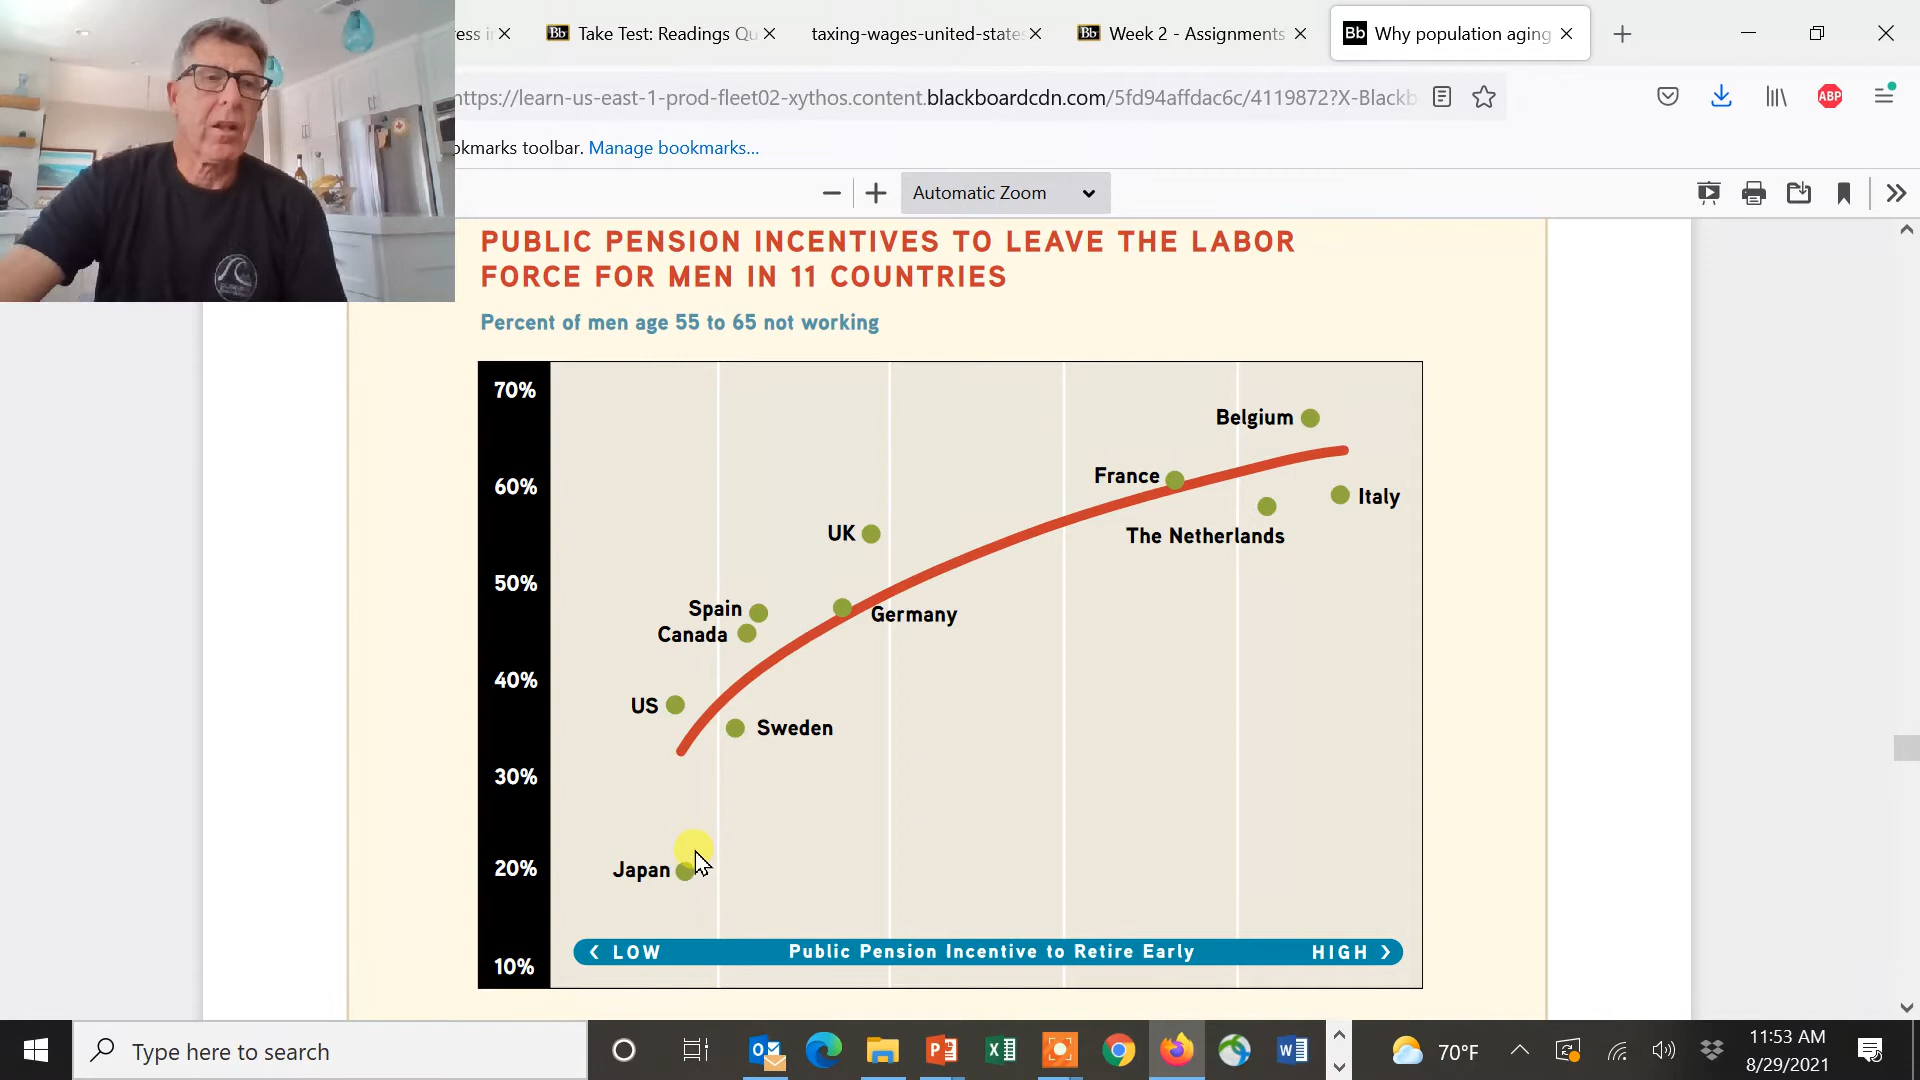 ess in
Take Test: Readings Qu
taxing-wages-united-states
Week 2 - Assignments
Why population aging
https://learn-us-east-1-prod-fleet02-xythos.content.blackboardcdn.com/5fd94affdac6c/4119872?X-Blackb
okmarks toolbar. Manage bookmarks...
Automatic Zoom
PUBLIC PENSION INCENTIVES TO LEAVE THE LABOR
FORCE FOR MEN IN 11 COUNTRIES
Percent of men age 55 to 65 not working
70%
Belgium
France
60%
Italy
UK
The Netherlands
50%
Spain
Germany
Canada
40%
US
Sweden
30%
20%
Japan
LOW Public Pension Incentive to Retire Early HIGH
10%
Type here to search
70°F
11:53 AM
8/29/2021